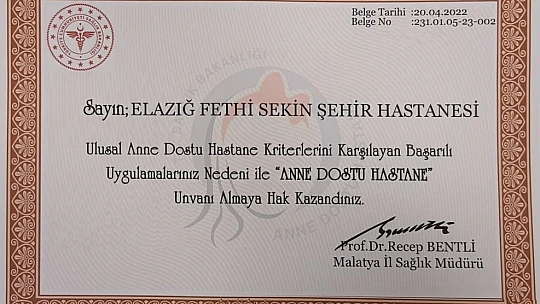 Belge Tarihi :20.04.2022
Belge No :231.01.05-23-002
Sayın; ELAZIĞ FETHİ SEKİN ŞEHİR HASTANESİ
Ulusal Anne Dostu Hastane Kriterlerini Karşılayan Başarılı
Uygulamalarınız Nedeni ile “ANNE DOSTU HASTANE”
Unvanı Almaya Hak Kazandınız.
Prof.Dr.Recep BENTLİ
Malatya İl Sağlık Müdürü